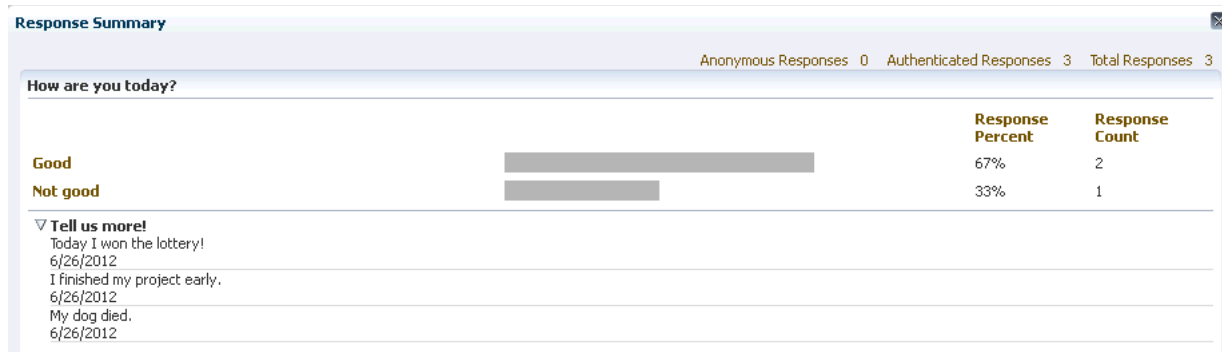 Response Summary
Anonymous Responses 0 Authenticated Responses 3 Total Responses 3
How are you today?
Response Percent Response Count
Good 67% 2
Not good 33% 1
Tell us more!
Today I won the lottery!
6/26/2012
I finished my project early.
6/26/2012
My dog died.
6/26/2012